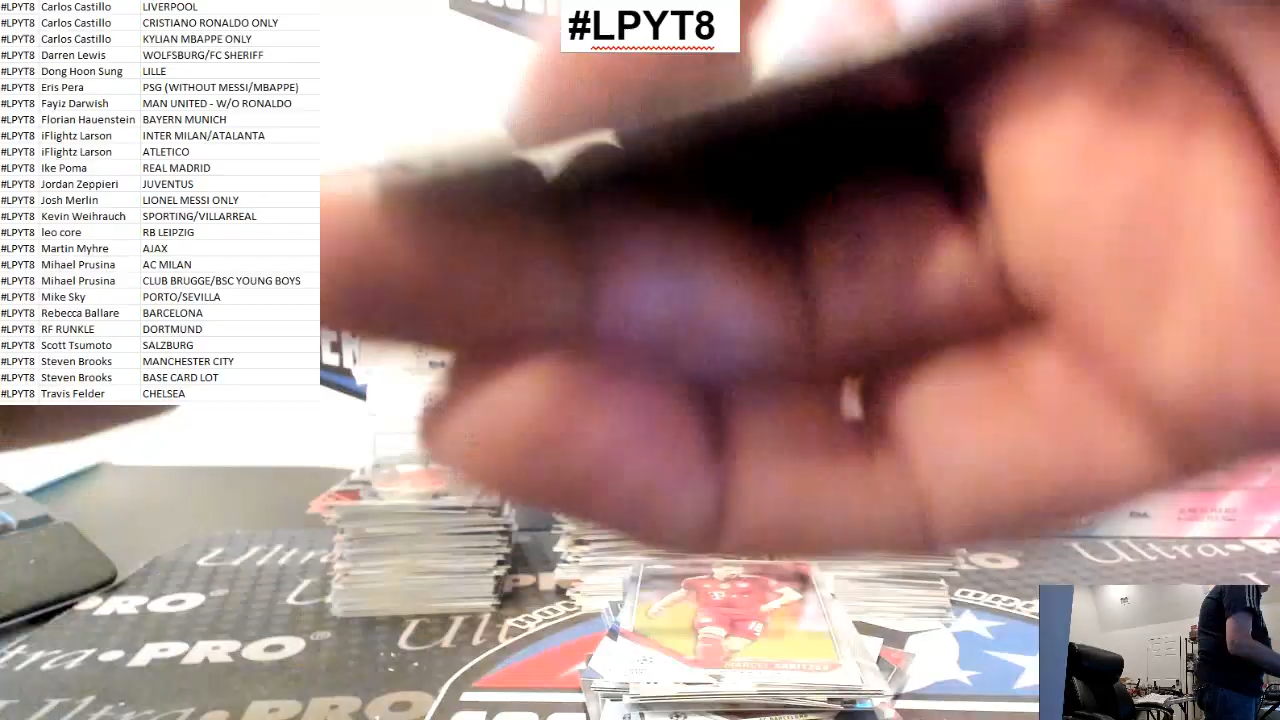 #LPYT8 Carlos Castillo LIVERPOOL
#LPYT8 Carlos Castillo CRISTIANO RONALDO ONLY
#LPYT8 Carlos Castillo KYLIAN MBAPPE ONLY
#LPYT8 Darren Lewis WOLFSBURG/FC SHERIFF
#LPYT8 Dong Hoon Sung LILLE
#LPYT8 Eris Pera PSG (WITHOUT MESSI/MBAPPE)
#LPYT8 Fayiz Darwish MAN UNITED - W/O RONALDO
#LPYT8 Florian Hauenstein BAYERN MUNICH
#LPYT8 iFlightz Larson INTER MILAN/ATALANTA
#LPYT8 iFlightz Larson ATLETICO
#LPYT8 Ike Poma REAL MADRID
#LPYT8 Jordan Zeppieri JUVENTUS
#LPYT8 Josh Merlin LIONEL MESSI ONLY
#LPYT8 Kevin Weihrauch SPORTING/VILLARREAL
#LPYT8 leo core RB LEIPZIG
#LPYT8 Martin Myhre AJAX
#LPYT8 Mihael Prusina AC MILAN
#LPYT8 Mihael Prusina CLUB BRUGGE/BSC YOUNG BOYS
#LPYT8 Mike Sky PORTO/SEVILLA
#LPYT8 Rebecca Ballare BARCELONA
#LPYT8 RF RUNKLE DORTMUND
#LPYT8 Scott Tsumoto SALZBURG
#LPYT8 Steven Brooks MANCHESTER CITY
#LPYT8 Steven Brooks BASE CARD LOT
#LPYT8 Travis Felder CHELSEA
#LPYT8
Ultra
Ultra•PRO
PRO®
Ultra•PRO®
Ultra•PRO
MARCEL SABITZER
FC BARCELONA